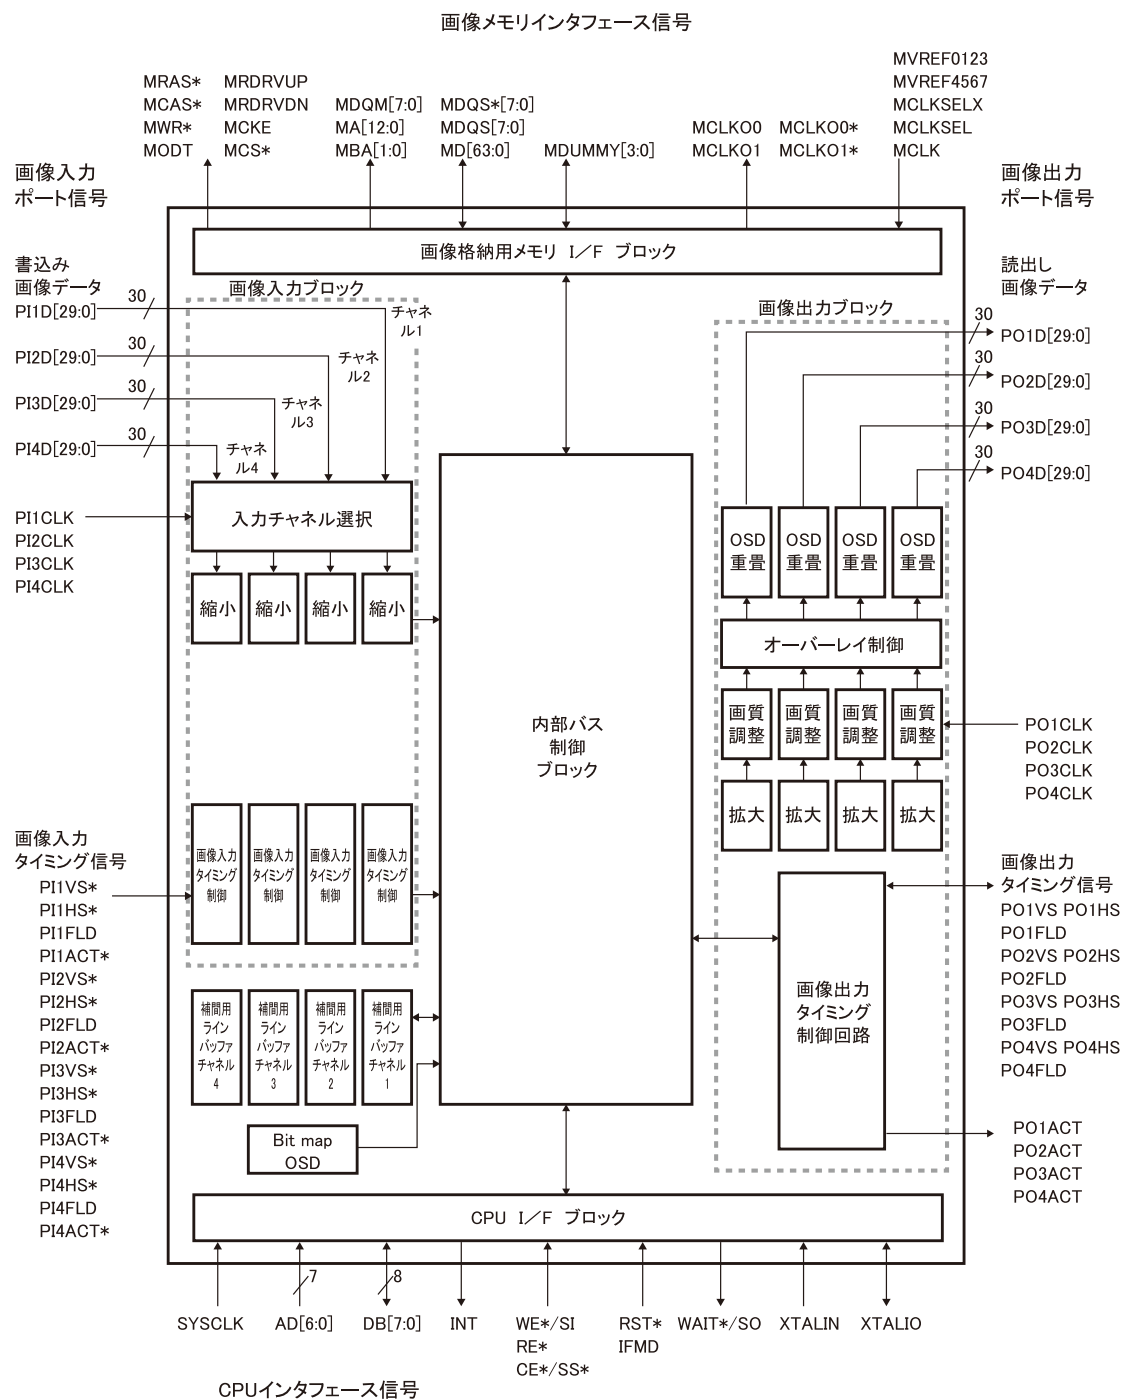 画像メモリインタフェース信号
MRAS*
MCAS*
MWR*
MODT
MRDRVUP
MRDRVDN
MCKE
MCS*
MDQM[7:0]
MA[12:0]
MBA[1:0]
MDQS*[7:0]
MDQS[7:0]
MD[63:0]
MDUMMY[3:0]
MCLKO0
MCLKO1
MCLKO0*
MCLKO1*
MVREF0123
MVREF4567
MCLKSELX
MCLKSEL
MCLK
画像入力
ポート信号
画像出力
ポート信号
画像格納用メモリ I／F ブロック
書込み
画像データ
PI1D[29:0]
30
PI2D[29:0]
30
PI3D[29:0]
30
PI4D[29:0]
30
画像入力ブロック
チャネ
ル1
チャネ
ル2
チャネ
ル3
チャネ
ル4
入力チャネル選択
PI1CLK
PI2CLK
PI3CLK
PI4CLK
縮小
縮小
縮小
縮小
内部バス
制御
ブロック
画像出力ブロック
読出し
画像データ
30
PO1D[29:0]
30
PO2D[29:0]
30
PO3D[29:0]
30
PO4D[29:0]
OSD
重畳
OSD
重畳
OSD
重畳
OSD
重畳
オーバーレイ制御
画質
調整
画質
調整
画質
調整
画質
調整
拡大
拡大
拡大
拡大
PO1CLK
PO2CLK
PO3CLK
PO4CLK
画像入力
タイミング信号
PI1VS*
PI1HS*
PI1FLD
PI1ACT*
PI2VS*
PI2HS*
PI2FLD
PI2ACT*
PI3VS*
PI3HS*
PI3FLD
PI3ACT*
PI4VS*
PI4HS*
PI4FLD
PI4ACT*
画像入力
タイミング
制御
画像入力
タイミング
制御
画像入力
タイミング
制御
画像入力
タイミング
制御
補間用
ライン
バッファ
チャネル
4
補間用
ライン
バッファ
チャネル
3
補間用
ライン
バッファ
チャネル
2
補間用
ライン
バッファ
チャネル
1
Bit map
OSD
画像出力
タイミング
制御回路
画像出力
タイミング信号
PO1VS PO1HS
PO1FLD
PO2VS PO2HS
PO2FLD
PO3VS PO3HS
PO3FLD
PO4VS PO4HS
PO4FLD
PO1ACT
PO2ACT
PO3ACT
PO4ACT
CPU I／F ブロック
7
8
SYSCLK
AD[6:0]
DB[7:0]
INT
WE*/SI
RE*
CE*/SS*
RST*
IFMD
WAIT*/SO
XTALIN
XTALIO
CPUインタフェース信号